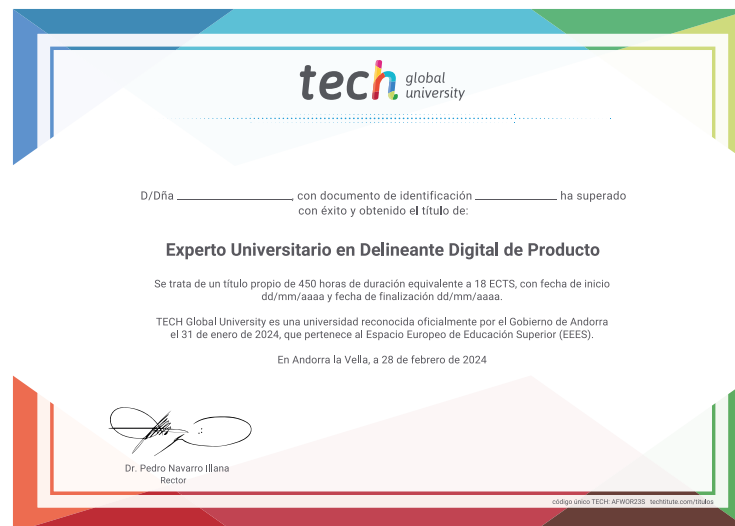 tech global
university
D/Dña ______________, con documento de identificación __________ ha superado
con éxito y obtenido el título de:
Experto Universitario en Delineante Digital de Producto
Se trata de un título propio de 450 horas de duración equivalente a 18 ECTS, con fecha de inicio
dd/mm/aaaa y fecha de finalización dd/mm/aaaa.
TECH Global University es una universidad reconocida oficialmente por el Gobierno de Andorra
el 31 de enero de 2024, que pertenece al Espacio Europeo de Educación Superior (EEES).
En Andorra la Vella, a 28 de febrero de 2024
Dr. Pedro Navarro Illana
Rector
código único TECH: AFWOR23S techtitute.com/titulos